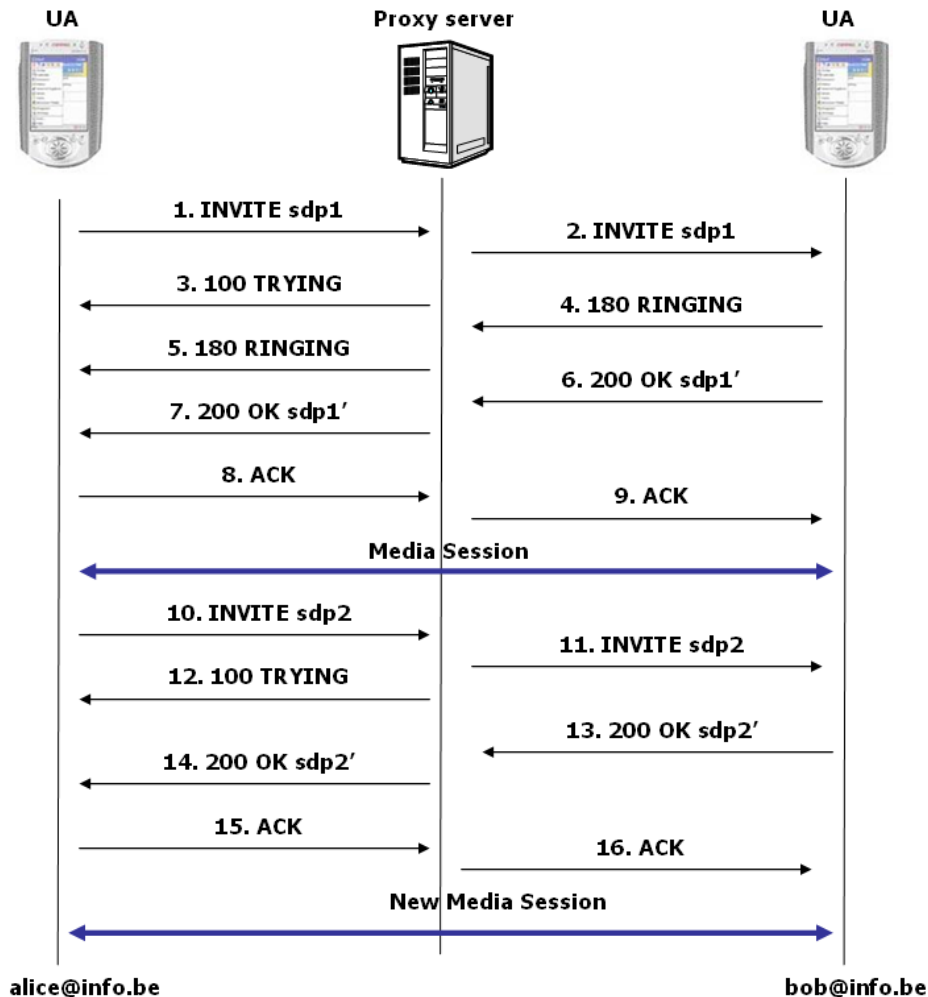 UA
Proxy server
UA
1. INVITE sdp1
2. INVITE sdp1
3. 100 TRYING
4. 180 RINGING
5. 180 RINGING
6. 200 OK sdp1′
7. 200 OK sdp1′
8. ACK
9. ACK
Media Session
10. INVITE sdp2
11. INVITE sdp2
12. 100 TRYING
13. 200 OK sdp2′
14. 200 OK sdp2′
15. ACK
16. ACK
New Media Session
alice@info.be
bob@info.be